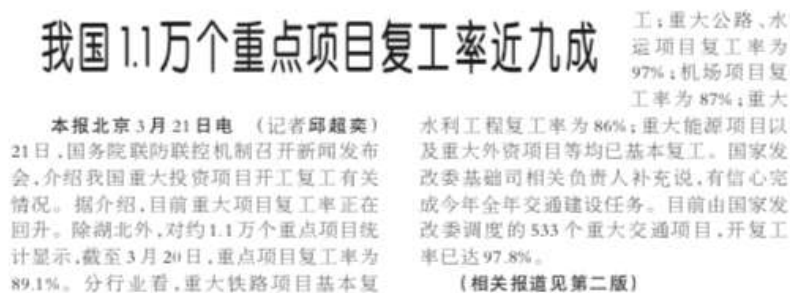 我国1.1万个重点项目复工率近九成
本报北京3月21日电 （记者邱超奕）
21日，国务院联防联控机制召开新闻发布
会，介绍我国重大投资项目开工复工有关
情况。据介绍，目前重大项目复工率正在
回升。除湖北外，对约1.1万个重点项目统
计显示，截至3月20日，重点项目复工率为
89.1%。分行业看，重大铁路项目基本复
工；重大公路、水
运项目复工率为
97%；机场项目复
工率为87%；重大
水利工程复工率为86%；重大能源项目以
及重大外资项目等均已基本复工。国家发
改委基础司相关负责人补充说，有信心完
成今年全年交通建设任务。目前由国家发
改委调度的533个重大交通项目，开复工
率已达97.8%。
（相关报道见第二版）